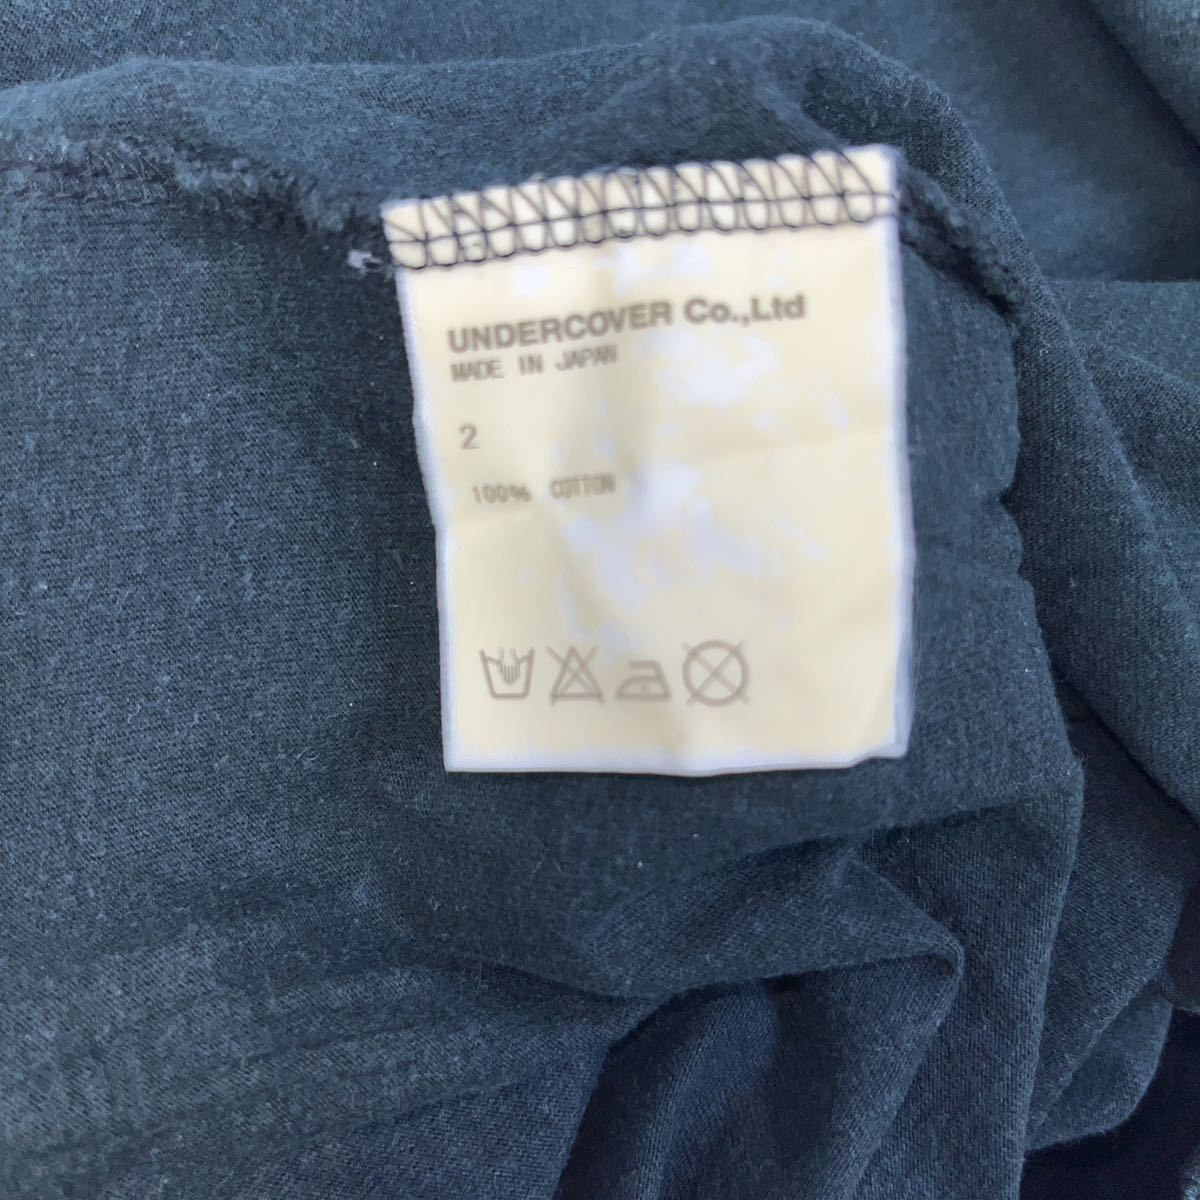 UNDERCOVER Co.,Ltd
MADE IN JAPAN
2
100% COTTON